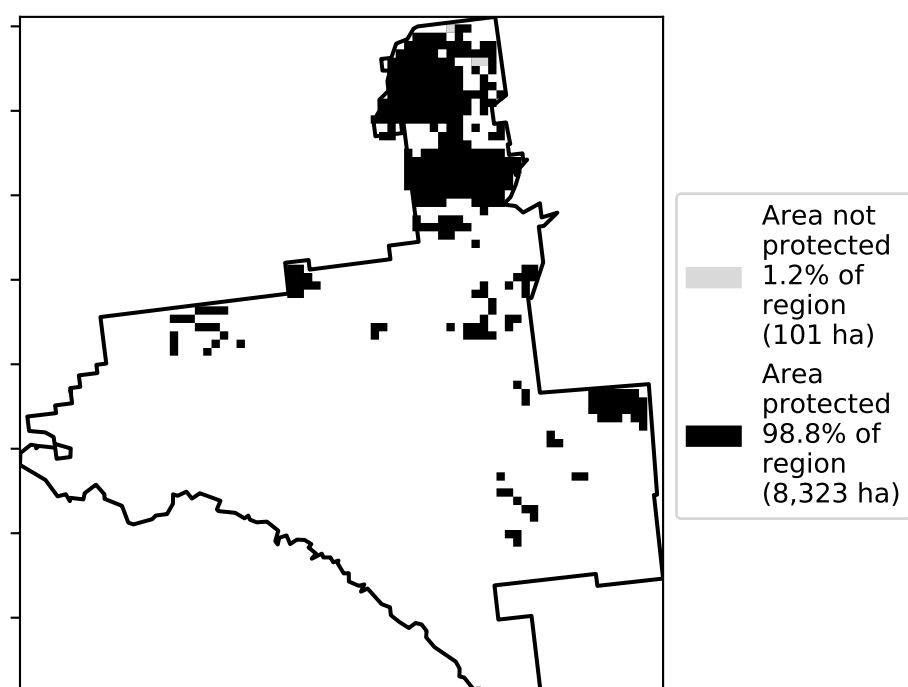 Area not
protected
1.2% of
region
(101 ha)
Area
protected
98.8% of
region
(8,323 ha)